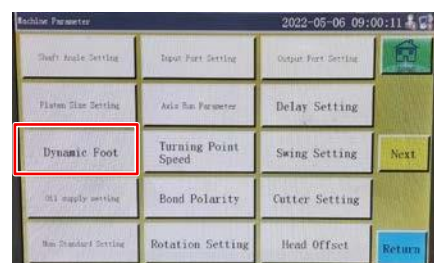 Machine Parameter
2022-05-06 09:00:11
Shaft Angle Setting
Input Port Setting
Output Port Setting
Platen Size Setting
Axis Run Parameter
Delay Setting
Dynamic Foot
Turning Point
Speed
Swing Setting
Next
Oil supply setting
Bond Polarity
Cutter Setting
Non Standard Setting
Rotation Setting
Head Offset
Return